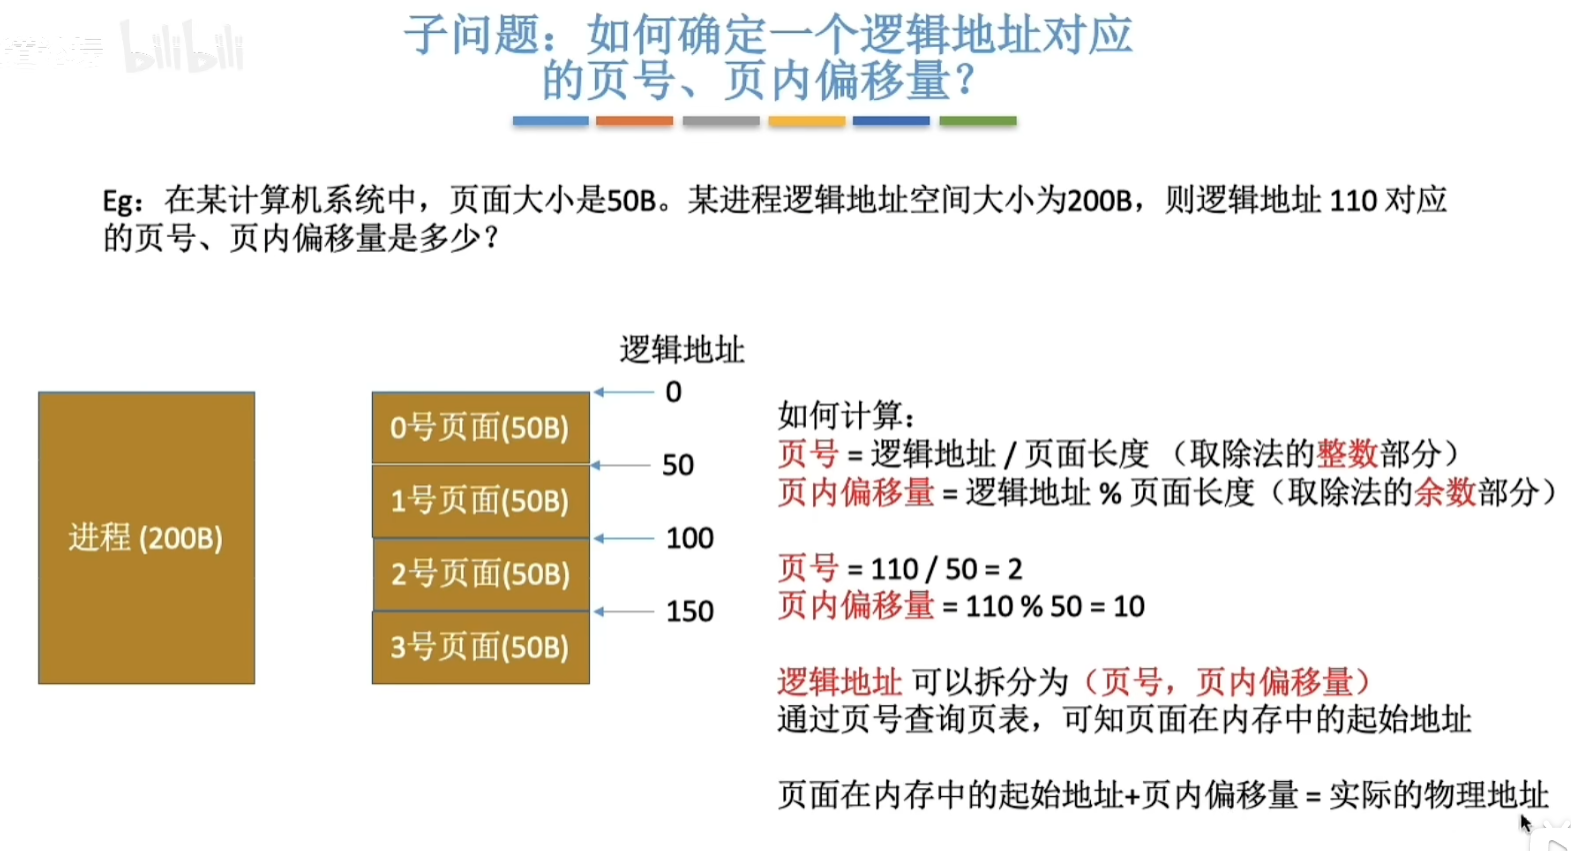 bilibili
子问题：如何确定一个逻辑地址对应
的页号、页内偏移量？
Eg：在某计算机系统中，页面大小是50B。某进程逻辑地址空间大小为200B，则逻辑地址 110 对应
的页号、页内偏移量是多少？
逻辑地址
进程 (200B)
0号页面(50B)
1号页面(50B)
2号页面(50B)
3号页面(50B)
0
50
100
150
如何计算：
页号 = 逻辑地址 / 页面长度 （取除法的整数部分）
页内偏移量 = 逻辑地址 % 页面长度（取除法的余数部分）
页号 = 110 / 50 = 2
页内偏移量 = 110 % 50 = 10
逻辑地址 可以拆分为（页号，页内偏移量）
通过页号查询页表，可知页面在内存中的起始地址
页面在内存中的起始地址+页内偏移量 = 实际的物理地址